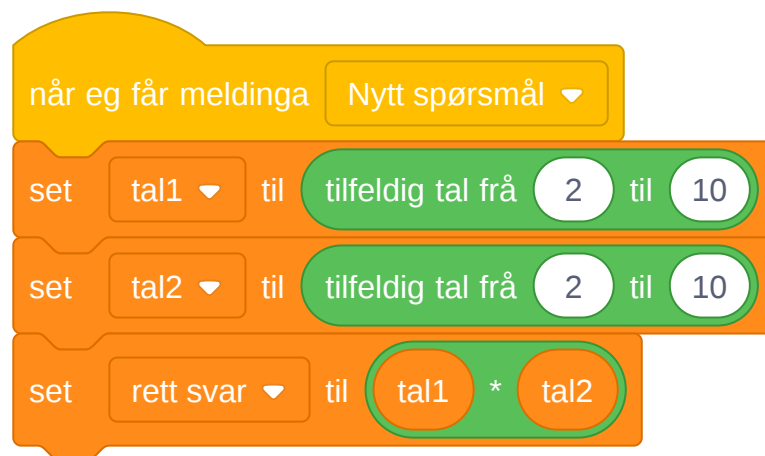 når eg får meldinga Nytt spørsmål
set tal1 til tilfeldig tal frå 2 til 10
set tal2 til tilfeldig tal frå 2 til 10
set rett svar til tal1 * tal2